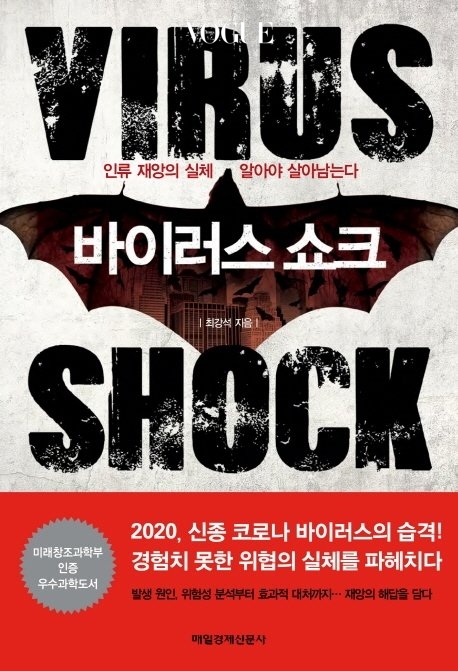 VOGUE
VIRUS
인류 재앙의 실체 알아야 살아남는다
바이러스 쇼크
| 최강석 지음 |
SHOCK
미래창조과학부
인증
우수과학도서
2020, 신종 코로나 바이러스의 습격!
경험치 못한 위협의 실체를 파헤치다
발생 원인, 위험성 분석부터 효과적 대처까지… 재앙의 해답을 담다
매일경제신문사